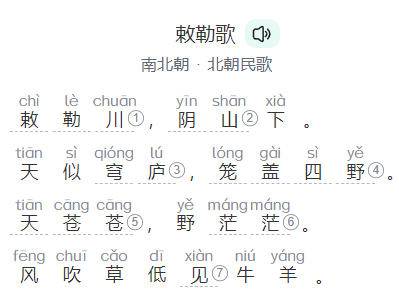 敕勒歌
南北朝 · 北朝民歌
chì lè chuān yīn shān xià
敕勒川①，阴山②下。
tiān sì qióng lú lóng gài sì yě
天似穹庐③，笼盖四野④。
tiān cāng cāng yě máng máng
天苍苍⑤，野茫茫⑥。
fēng chuī cǎo dī xiàn niú yáng
风吹草低见⑦牛羊。